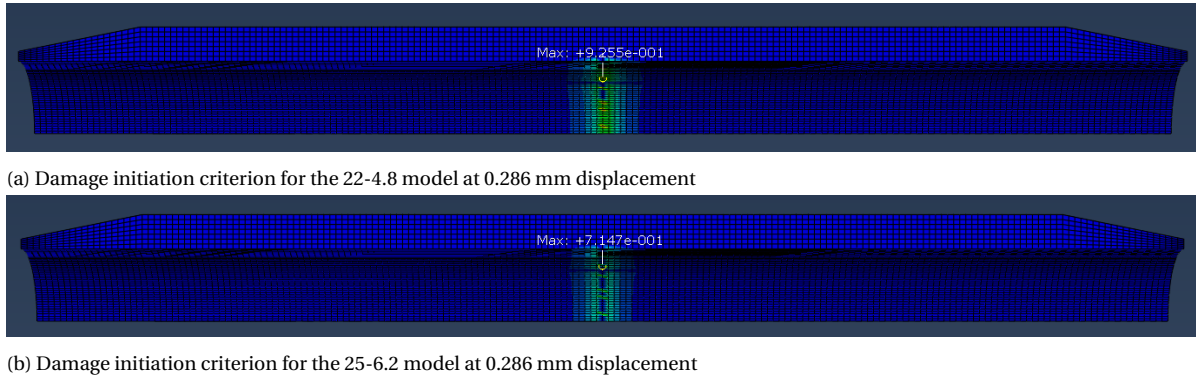 Max: +9.255e-001
(a) Damage initiation criterion for the 22-4.8 model at 0.286 mm displacement
Max: +7.147e-001
(b) Damage initiation criterion for the 25-6.2 model at 0.286 mm displacement